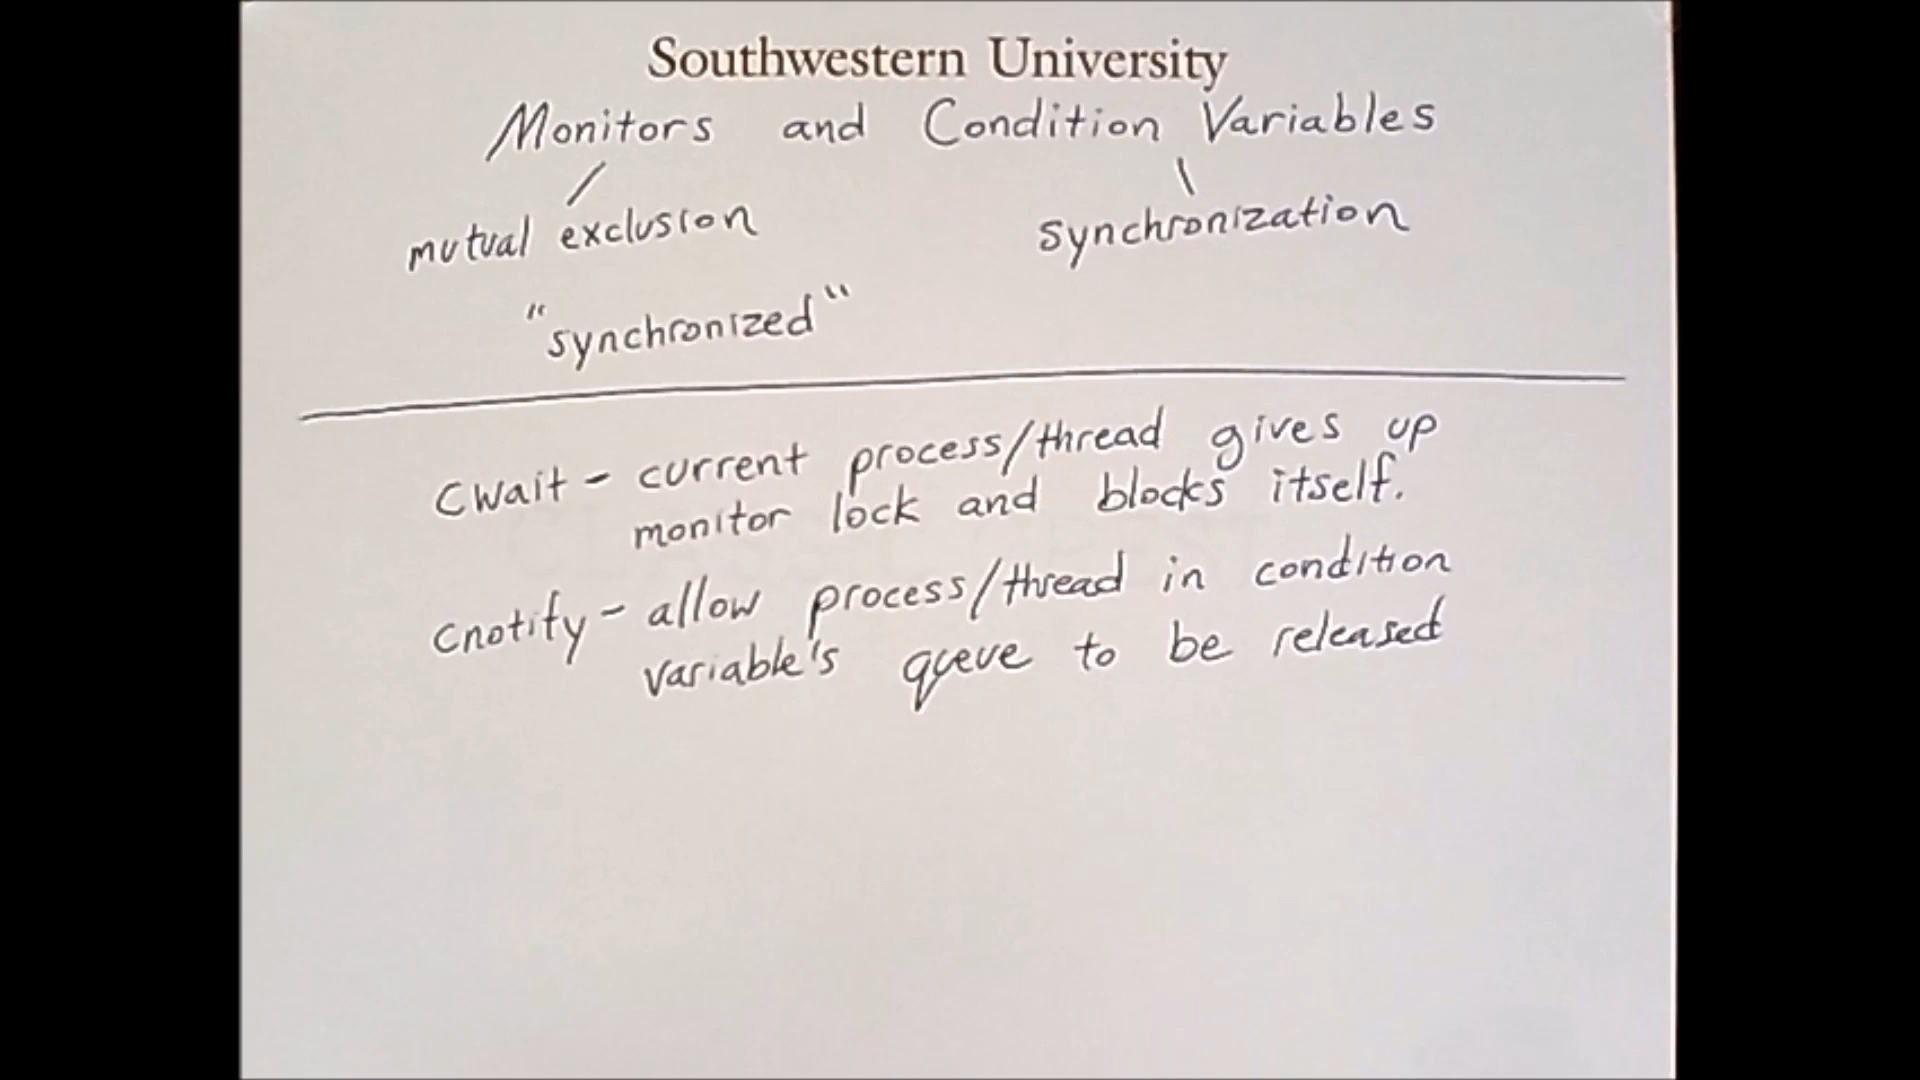 Southwestern University
Monitors and Condition Variables
mutual exclusion synchronization
"synchronized"
cwait - current process/thread gives up
monitor lock and blocks itself.
cnotify - allow process/thread in condition
variable's queue to be released